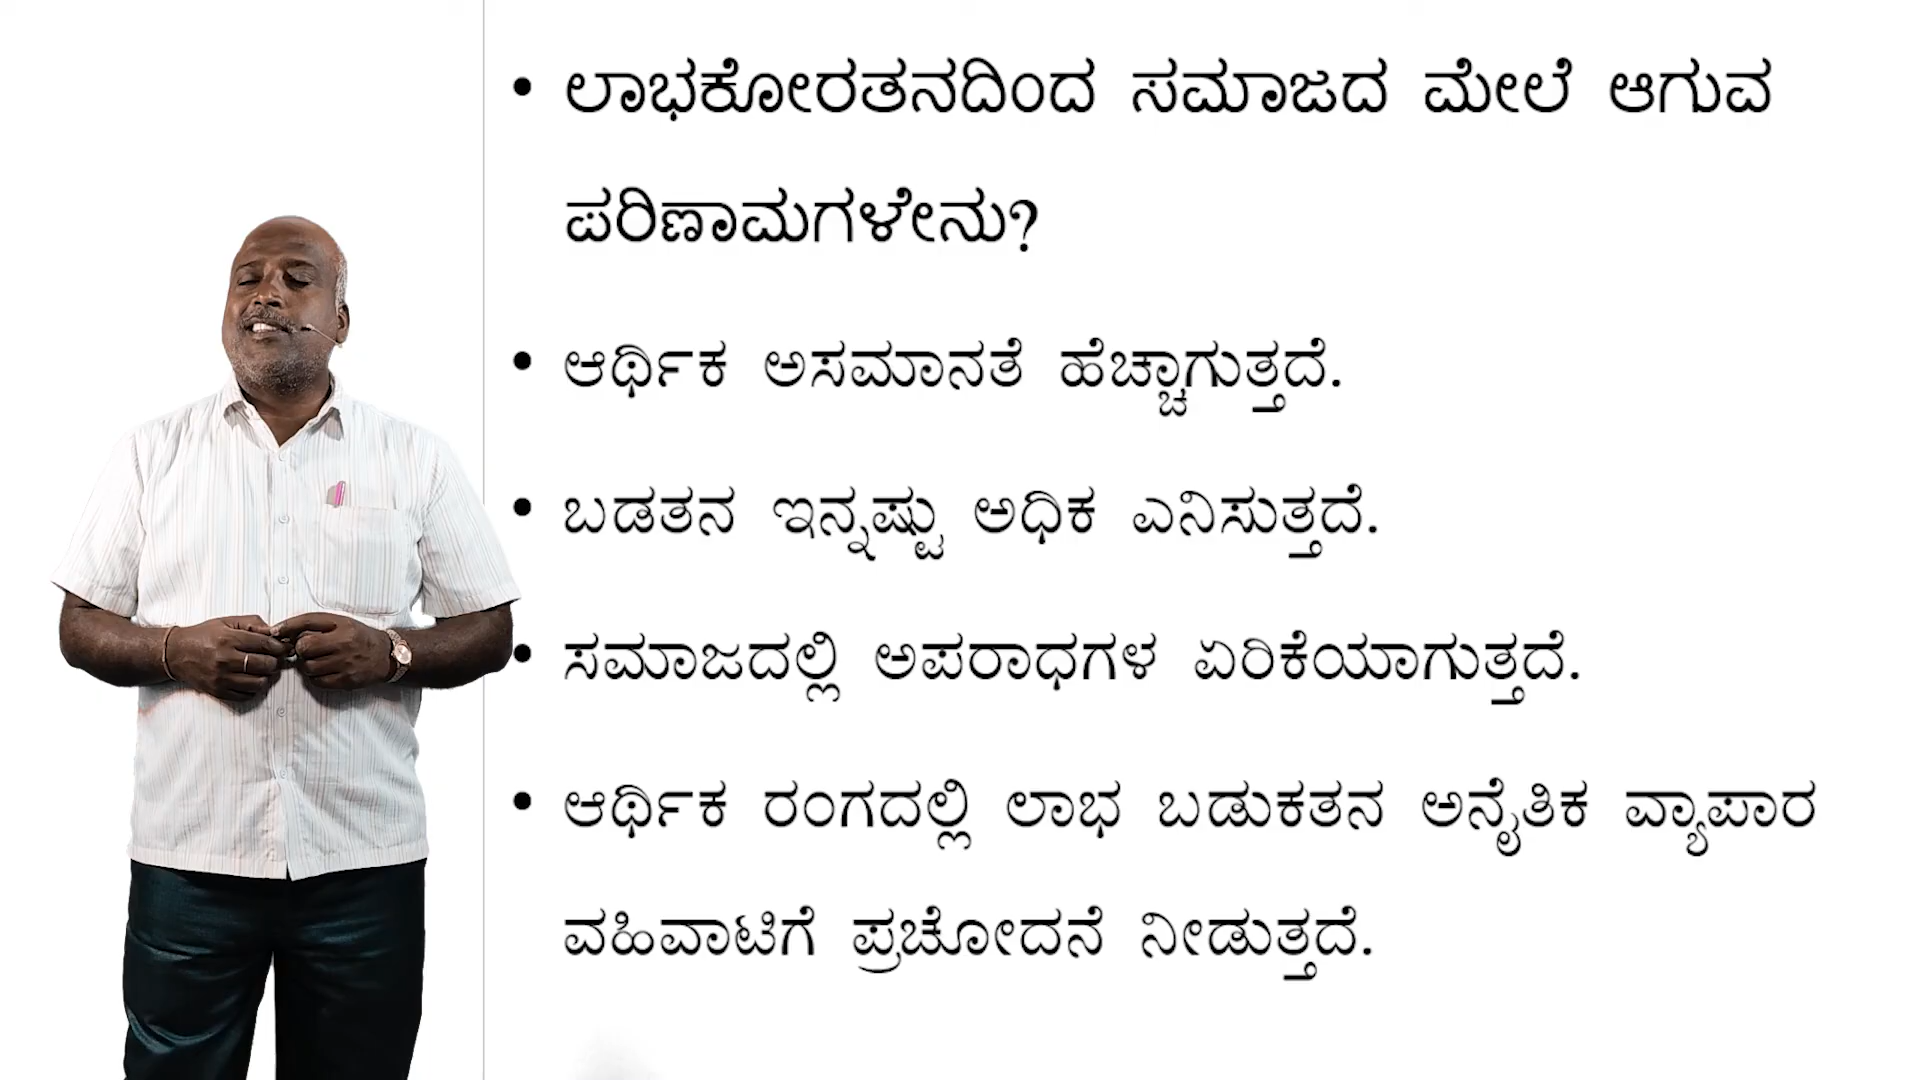 • ಲಾಭಕೋರತನದಿಂದ ಸಮಾಜದ ಮೇಲೆ ಆಗುವ
ಪರಿಣಾಮಗಳೇನು?
• ಆರ್ಥಿಕ ಅಸಮಾನತೆ ಹೆಚ್ಚಾಗುತ್ತದೆ.
• ಬಡತನ ಇನ್ನಷ್ಟು ಅಧಿಕ ಎನಿಸುತ್ತದೆ.
• ಸಮಾಜದಲ್ಲಿ ಅಪರಾಧಗಳ ಏರಿಕೆಯಾಗುತ್ತದೆ.
• ಆರ್ಥಿಕ ರಂಗದಲ್ಲಿ ಲಾಭ ಬಡುಕತನ ಅನೈತಿಕ ವ್ಯಾಪಾರ
ವಹಿವಾಟಿಗೆ ಪ್ರಚೋದನೆ ನೀಡುತ್ತದೆ.